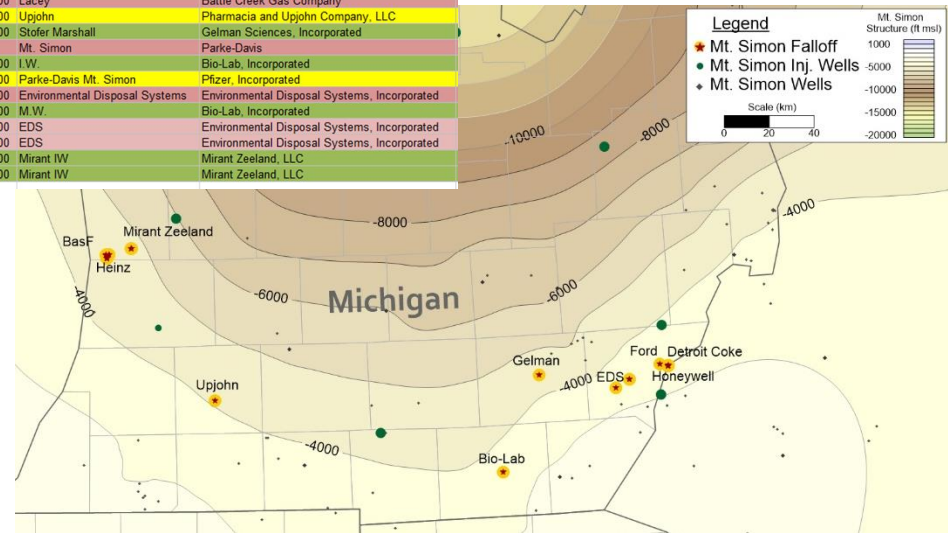 00 Lacey Battle Creek Gas Company
Upjohn Pharmacia and Upjohn Company, LLC
00 Stofer Marshall Gelman Sciences, Incorporated
Mt. Simon Parke-Davis
00 I.W. Bio-Lab, Incorporated
00 Parke-Davis Mt. Simon Pfizer, Incorporated
00 Environmental Disposal Systems Environmental Disposal Systems, Incorporated
00 M.W. Bio-Lab, Incorporated
00 EDS Environmental Disposal Systems, Incorporated
00 EDS Environmental Disposal Systems, Incorporated
00 Mirant IW Mirant Zeeland, LLC
00 Mirant IW Mirant Zeeland, LLC
Legend
Mt. Simon Falloff
Mt. Simon Inj. Wells
Mt. Simon Wells
Scale (km)
0 20 40
Mt. Simon
Structure (ft msl)
1000
-5000
-10000
-15000
-20000
-10000
-8000
-8000
-4000
Mirant Zeeland
BasF
Heinz
-4000
-6000
Michigan
-6000
Ford Detroit Coke
Gelman
-4000 EDS Honeywell
Upjohn
-4000
Bio-Lab